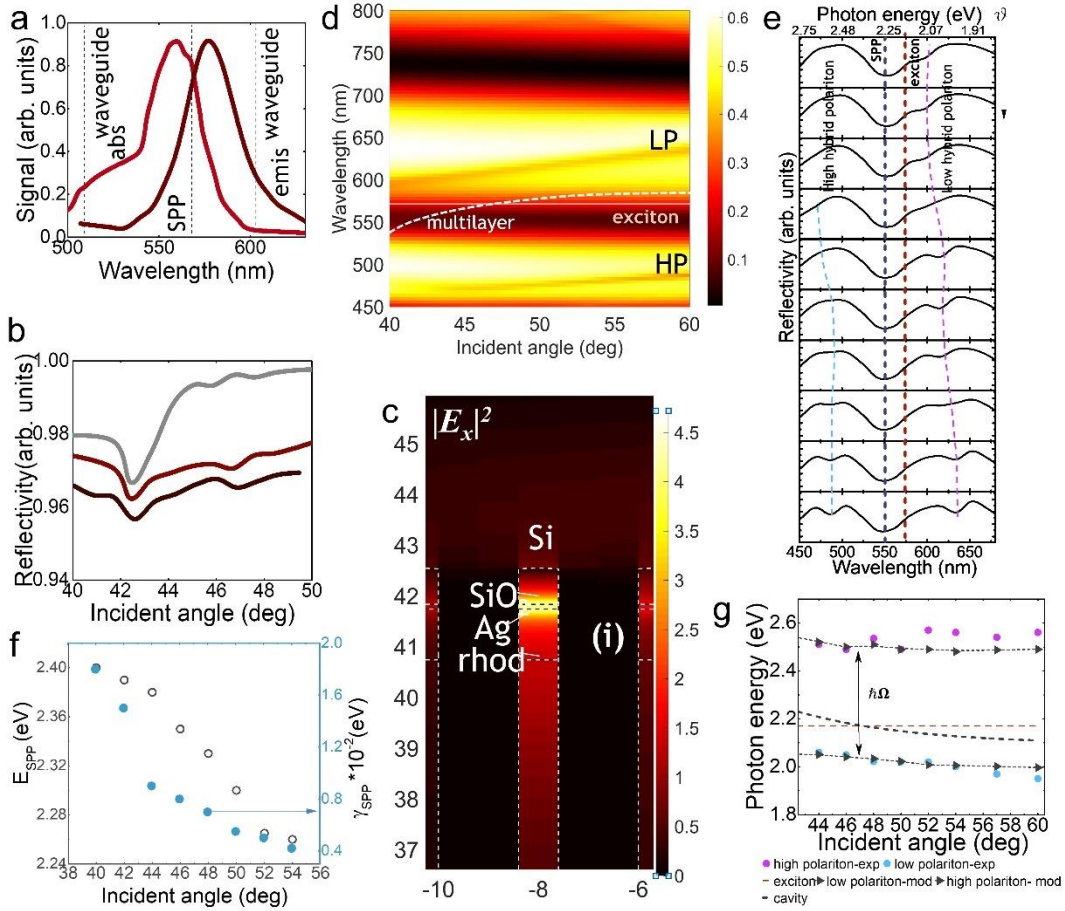 a
Signal (arb. units)
1.0
0.8
0.6
0.4
0.2
0.0
waveguide
abs
SPP
waveguide
emis
500
550
600
Wavelength (nm)
b
Reflectivity(arb. units)
1.00
0.98
0.96
0.94
40 42 44 46 48 50
Incident angle (deg)
f
E_SPP (eV)
2.40
2.36
2.32
2.28
2.24
2.0
1.6
1.2
0.8
0.4
γ_SPP *10⁻² (eV)
38 40 42 44 46 48 50 52 54 56
Incident angle (deg)
d
Wavelength (nm)
800
750
700
650
600
550
500
450
LP
exciton
multilayer
HP
40 45 50 55 60
Incident angle (deg)
0.6
0.5
0.4
0.3
0.2
0.1
c
|E_x|²
45
44
43
42
41
40
39
38
37
Si
SiO
Ag
rhod
(i)
-10 -8 -6
4.5
4
3.5
3
2.5
2
1.5
1
0.5
0
e
Photon energy (eV) ϑ
2.75 2.48 2.25 2.07 1.91
SPP
exciton
High hybrid polariton
Low hybrid polariton
Reflectivity (arb. units)
450 500 550 600 650
Wavelength (nm)
g
Photon energy (eV)
2.6
2.4
2.2
2.0
1.8
ℏΩ
44 46 48 50 52 54 56 58 60
Incident angle (deg)
high polariton-exp low polariton-exp
exciton low polariton-mod high polariton- mod
cavity